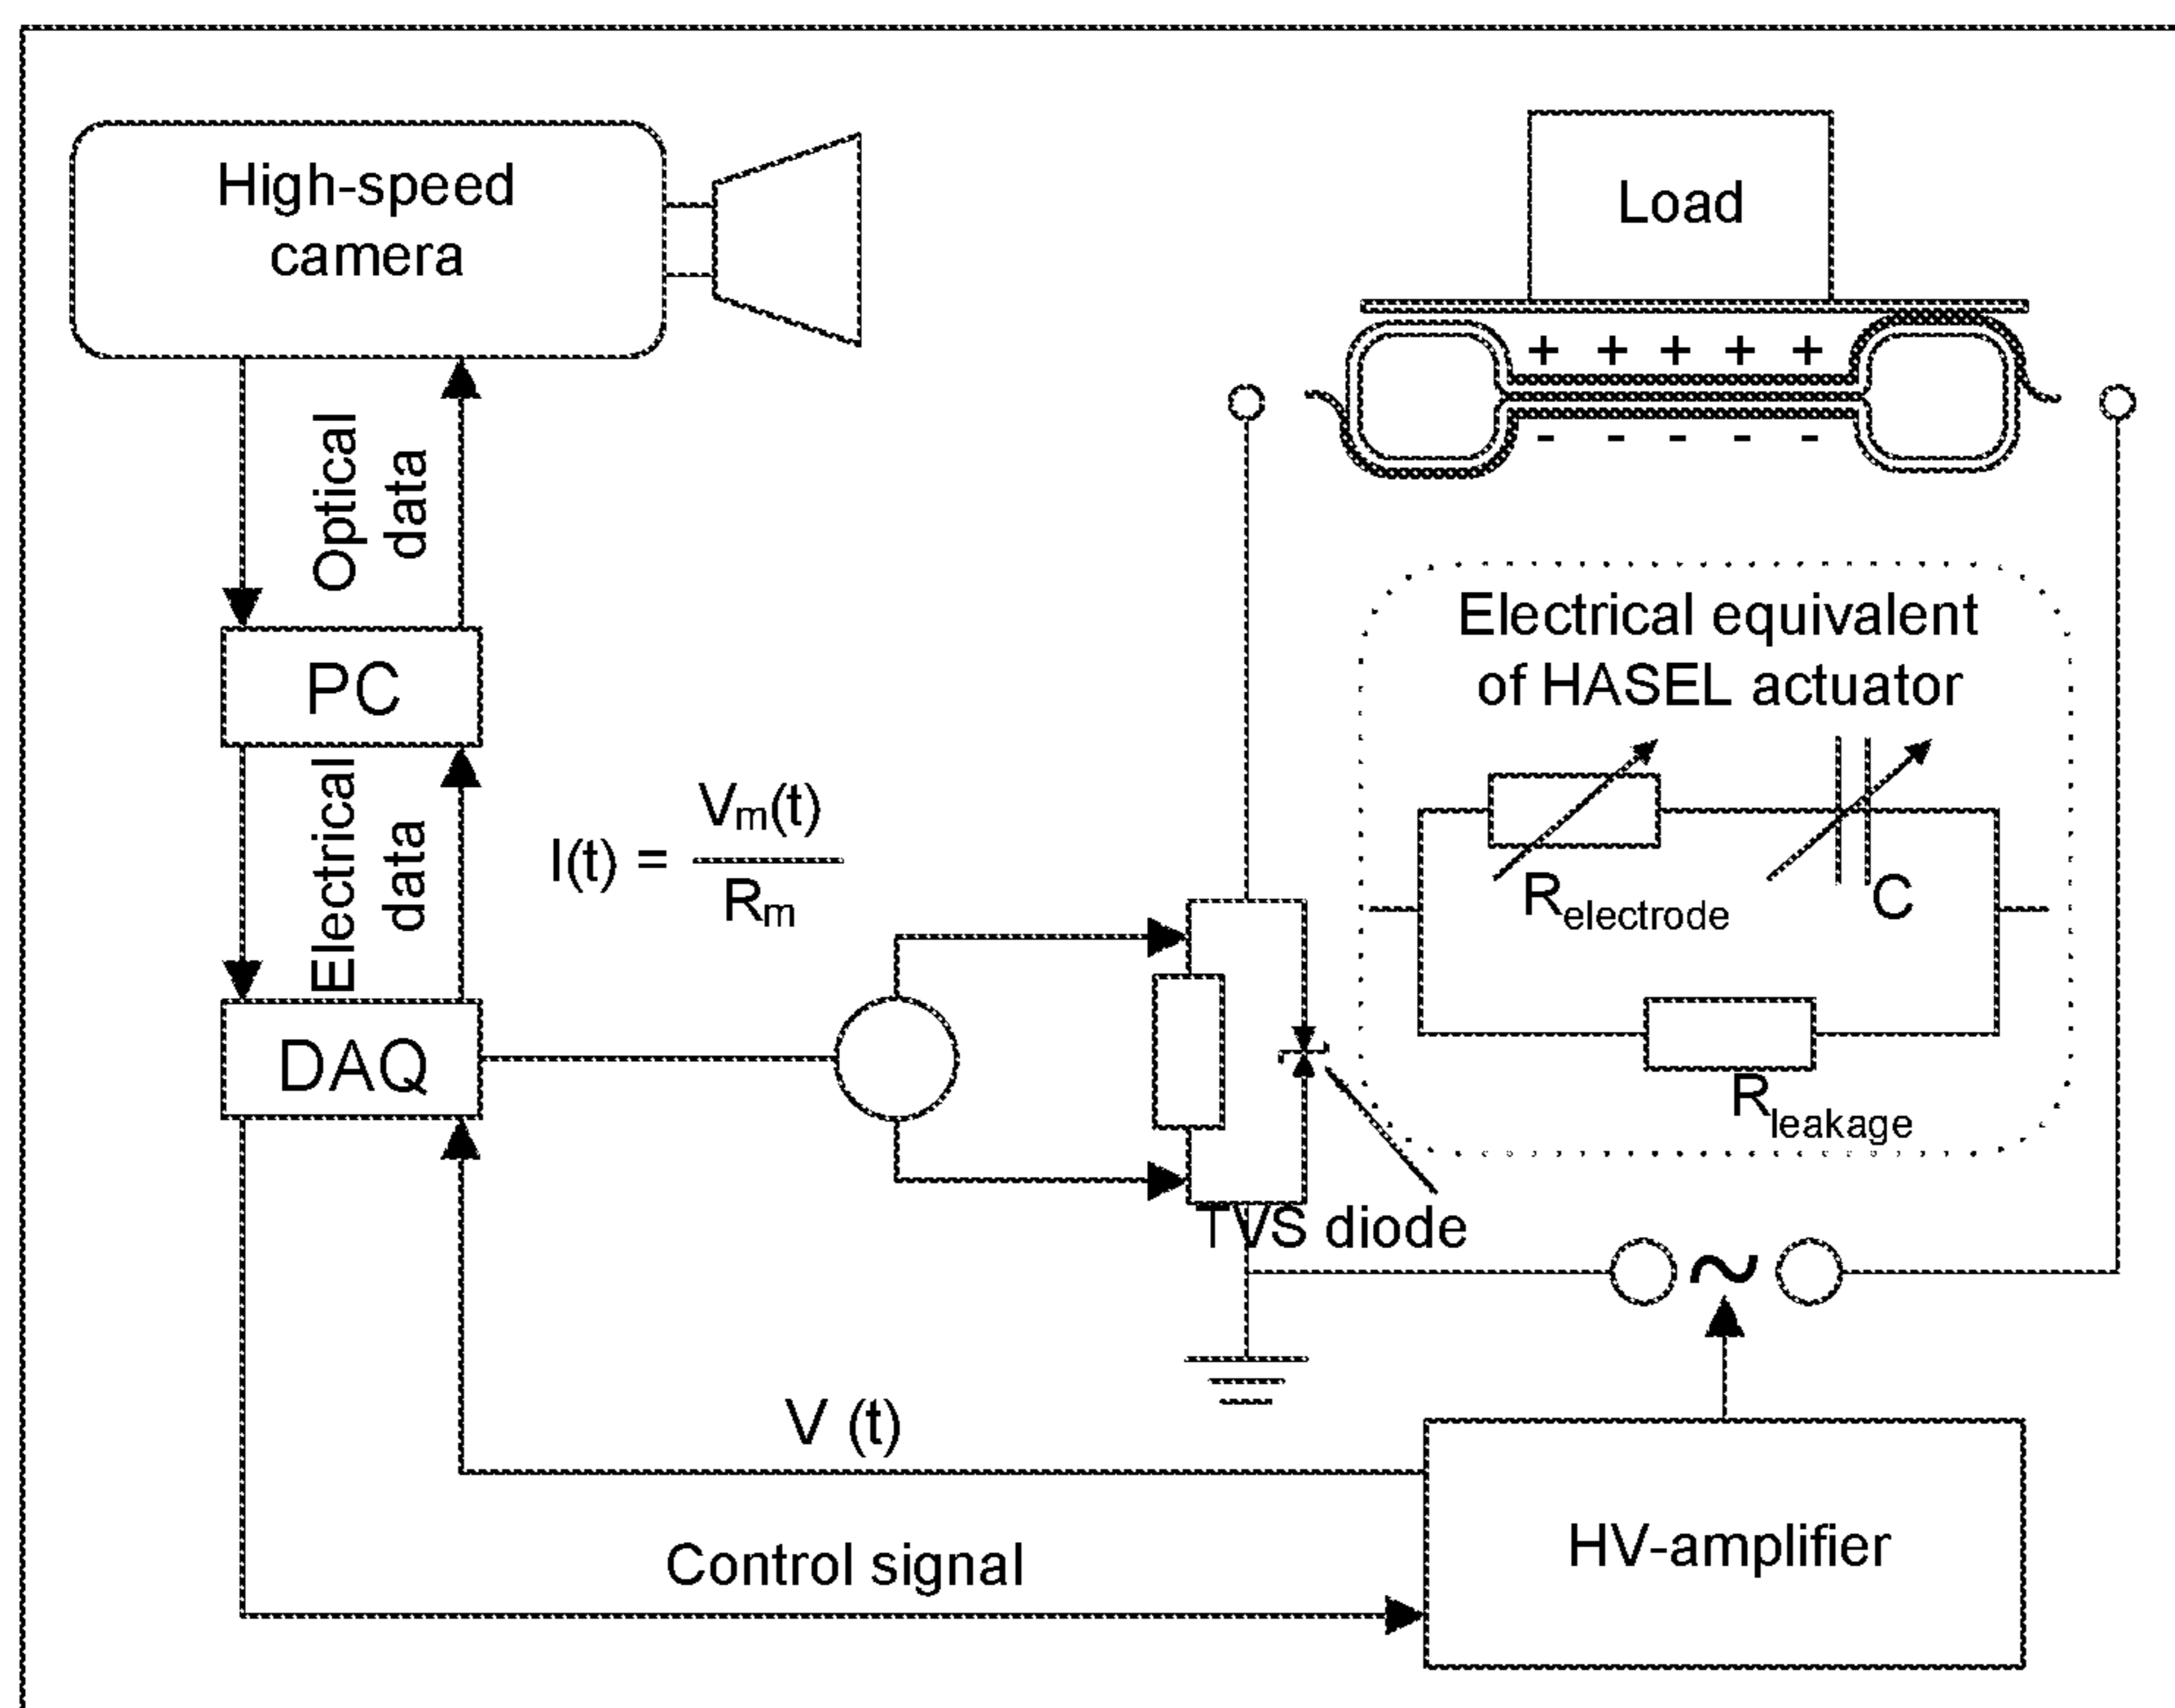 High-speed
camera
Load
+ + + + +
- - - - -
Optical
data
Electrical equivalent
of HASEL actuator
PC
Electrical
data
I(t) = Vm(t)
Rm
Relectrode
C
DAQ
Rleakage
TVS diode
~
V (t)
HV-amplifier
Control signal